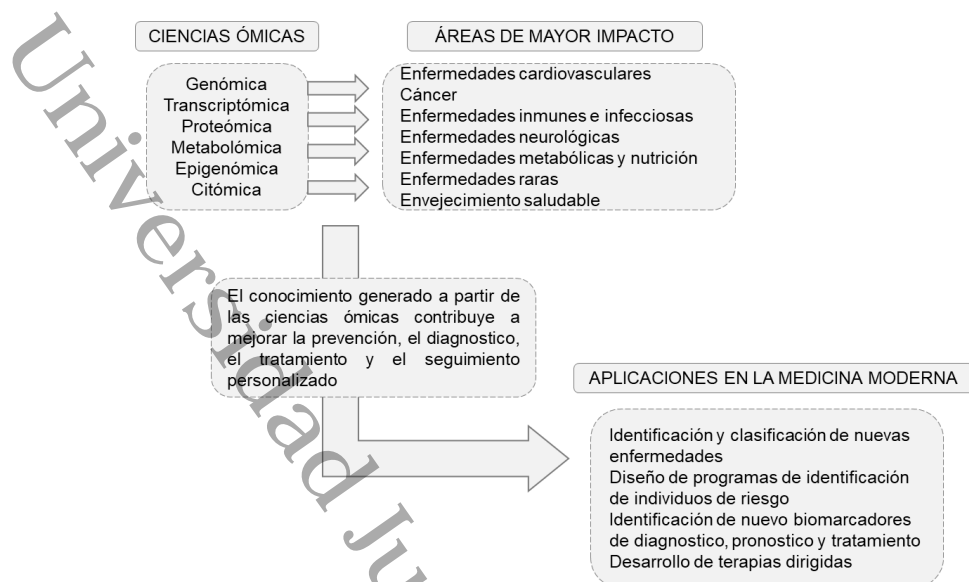 CIENCIAS ÓMICAS
ÁREAS DE MAYOR IMPACTO
Genómica
Transcriptómica
Proteómica
Metabolómica
Epigenómica
Citómica
Enfermedades cardiovasculares
Cáncer
Enfermedades inmunes e infecciosas
Enfermedades neurológicas
Enfermedades metabólicas y nutrición
Enfermedades raras
Envejecimiento saludable
El conocimiento generado a partir de
las ciencias ómicas contribuye a
mejorar la prevención, el diagnostico,
el tratamiento y el seguimiento
personalizado
APLICACIONES EN LA MEDICINA MODERNA
Identificación y clasificación de nuevas
enfermedades
Diseño de programas de identificación
de individuos de riesgo
Identificación de nuevo biomarcadores
de diagnostico, pronostico y tratamiento
Desarrollo de terapias dirigidas
Universidad Ju